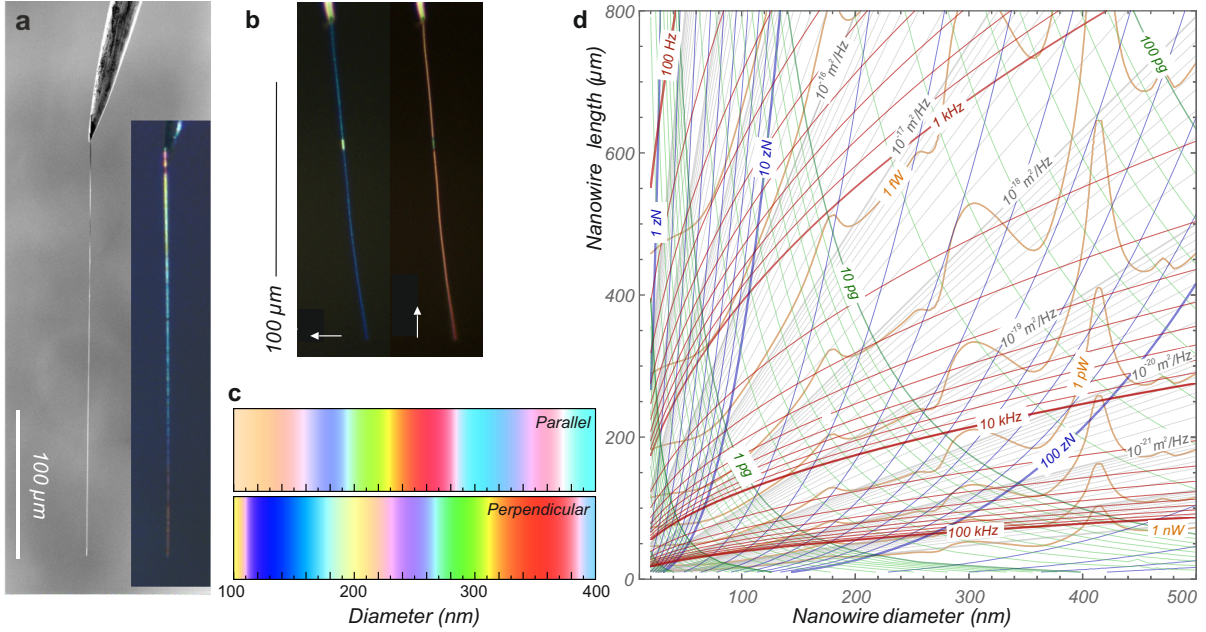 a
100 µm
b
100 µm
c
Parallel
Perpendicular
100 200 300 400
Diameter (nm)
d
Nanowire length (µm)
800
600
400
200
0
100 200 300 400 500
Nanowire diameter (nm)
100 Hz
10⁻¹⁶ m²/Hz
100 pg
10⁻¹⁷ m²/Hz
1 kHz
10 zN
1 fW
10⁻¹⁸ m²/Hz
1 zN
10 pg
10⁻¹⁹ m²/Hz
10⁻²⁰ m²/Hz
1 pW
10 kHz
1 pg
100 zN
10⁻²¹ m²/Hz
100 kHz
1 nW